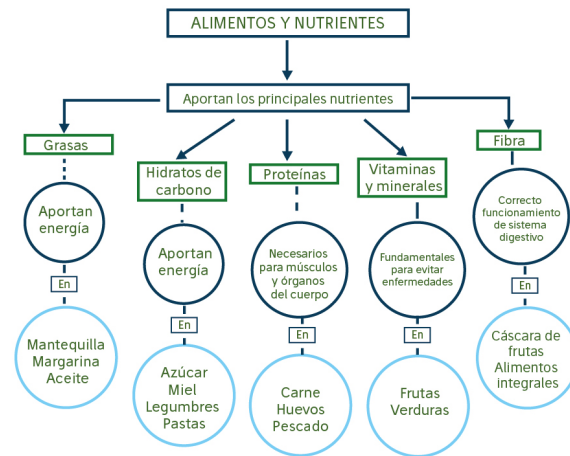 ALIMENTOS Y NUTRIENTES
Aportan los principales nutrientes
Grasas
Aportan
energía
En
Mantequilla
Margarina
Aceite
Hidratos de
carbono
Aportan
energía
En
Azúcar
Miel
Legumbres
Pastas
Proteínas
Necesarios
para músculos
y órganos
del cuerpo
En
Carne
Huevos
Pescado
Vitaminas
y minerales
Fundamentales
para evitar
enfermedades
En
Frutas
Verduras
Fibra
Correcto
funcionamiento
de sistema
digestivo
En
Cáscara de
frutas
Alimentos
integrales